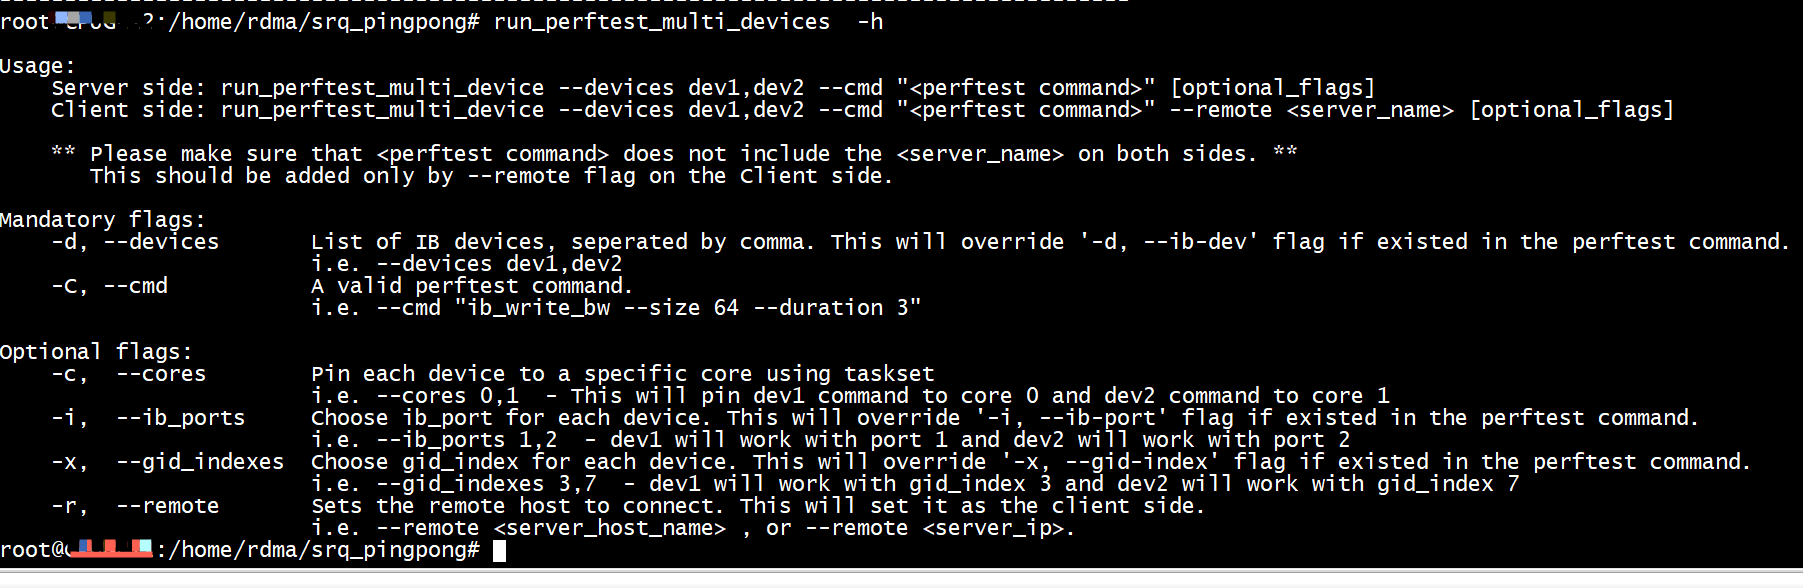 root :/home/rdma/srq_pingpong# run_perftest_multi_devices  -h
Usage:
    Server side: run_perftest_multi_device --devices dev1,dev2 --cmd "<perftest command>" [optional_flags]
    Client side: run_perftest_multi_device --devices dev1,dev2 --cmd "<perftest command>" --remote <server_name> [optional_flags]
    ** Please make sure that <perftest command> does not include the <server_name> on both sides. **
       This should be added only by --remote flag on the Client side.
Mandatory flags:
    -d, --devices       List of IB devices, seperated by comma. This will override '-d, --ib-dev' flag if existed in the perftest command.
                        i.e. --devices dev1,dev2
    -C, --cmd           A valid perftest command.
                        i.e. --cmd "ib_write_bw --size 64 --duration 3"
Optional flags:
    -c,  --cores        Pin each device to a specific core using taskset
                        i.e. --cores 0,1  - This will pin dev1 command to core 0 and dev2 command to core 1
    -i,  --ib_ports     Choose ib_port for each device. This will override '-i, --ib-port' flag if existed in the perftest command.
                        i.e. --ib_ports 1,2  - dev1 will work with port 1 and dev2 will work with port 2
    -x,  --gid_indexes  Choose gid_index for each device. This will override '-x, --gid-index' flag if existed in the perftest command.
                        i.e. --gid_indexes 3,7  - dev1 will work with gid_index 3 and dev2 will work with gid_index 7
    -r,  --remote       Sets the remote host to connect. This will set it as the client side.
                        i.e. --remote <server_host_name> , or --remote <server_ip>.
root@ :/home/rdma/srq_pingpong#